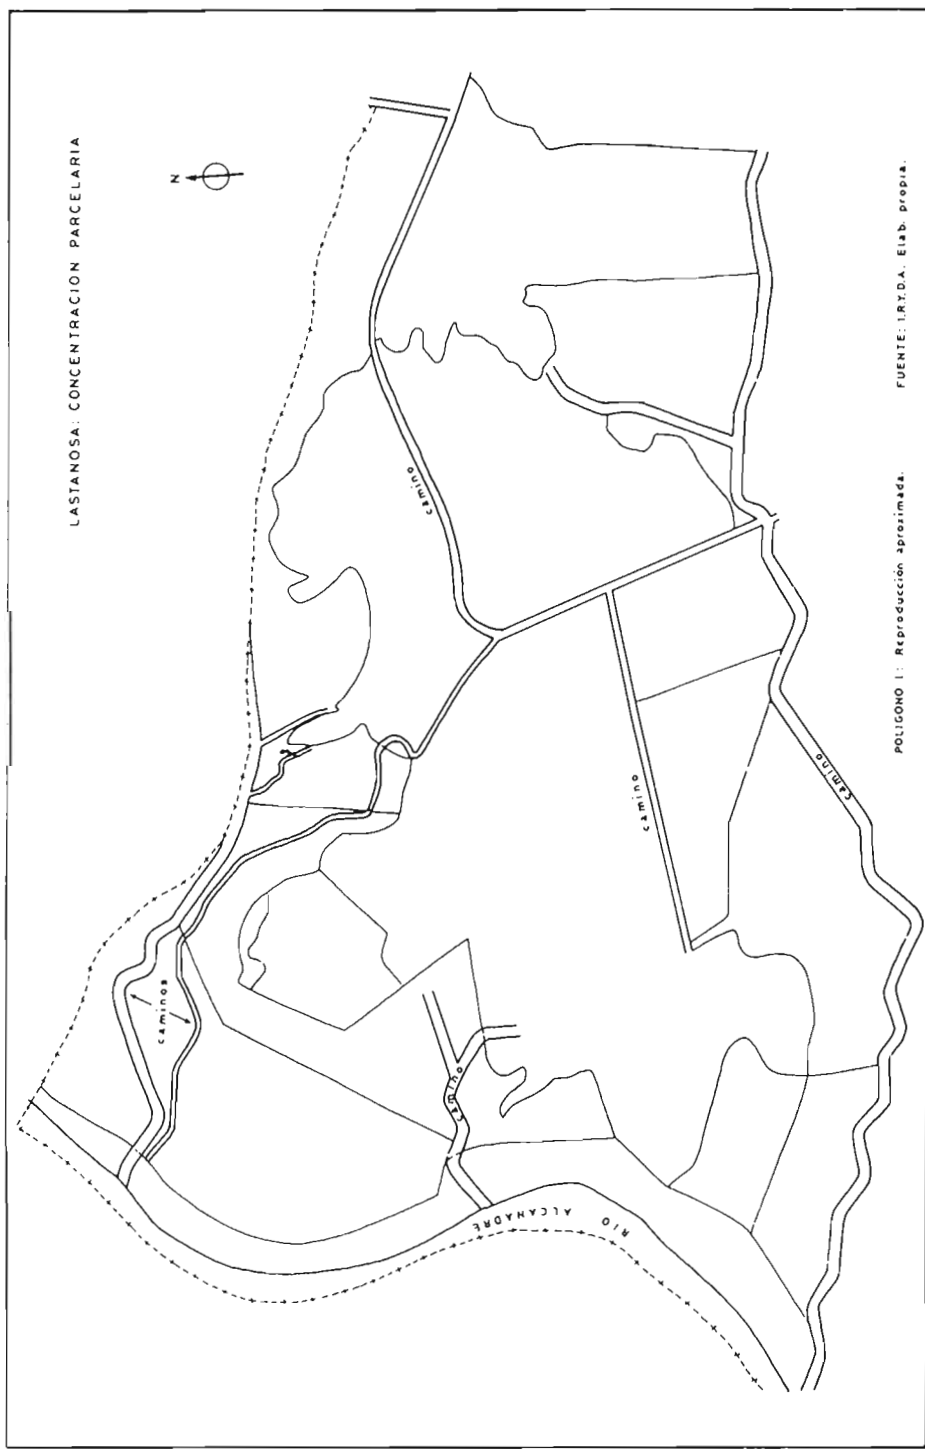 LASTANOSA: CONCENTRACION PARCELARIA
N
camino
caminos
camino
camino
camino
RIO ALCANADRE
POLIGONO 1: Reproducción aproximada.
FUENTE: I.R.Y.D.A. Elab. propia.